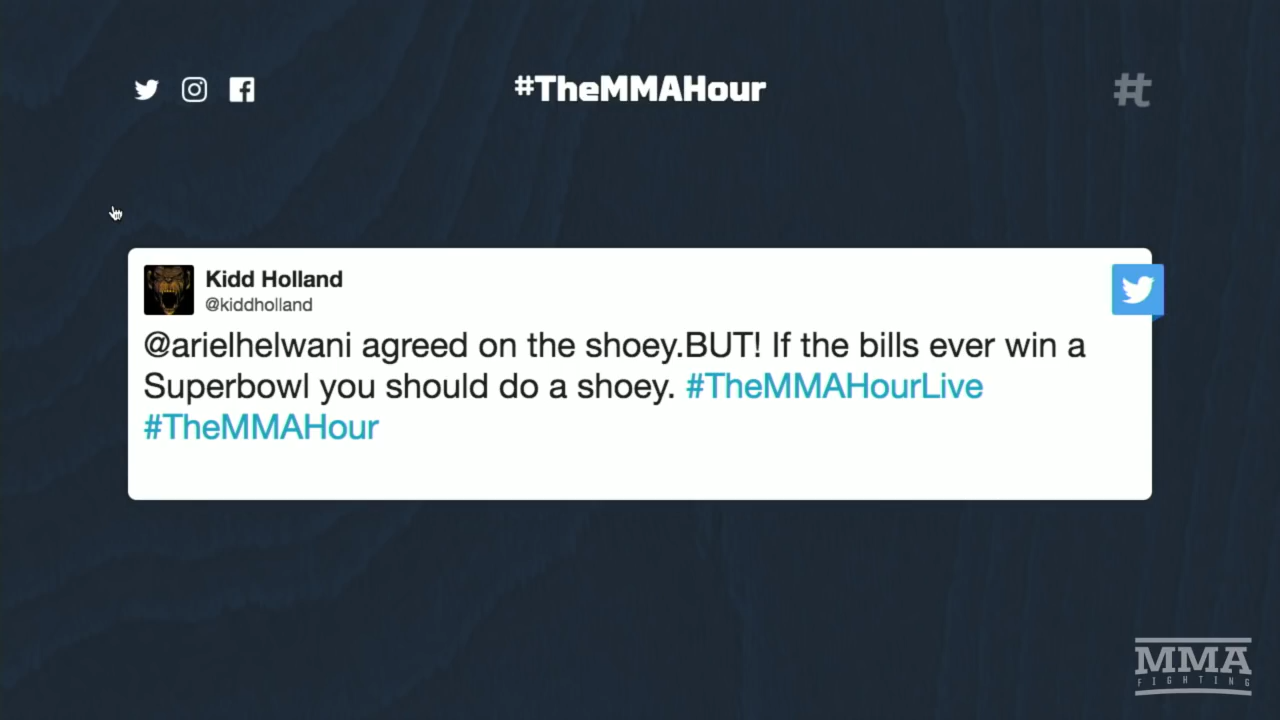 #TheMMAHour
Kidd Holland
@kiddholland
@arielhelwani agreed on the shoey.BUT! If the bills ever win a
Superbowl you should do a shoey. #TheMMAHourLive
#TheMMAHour
MMA
FIGHTING